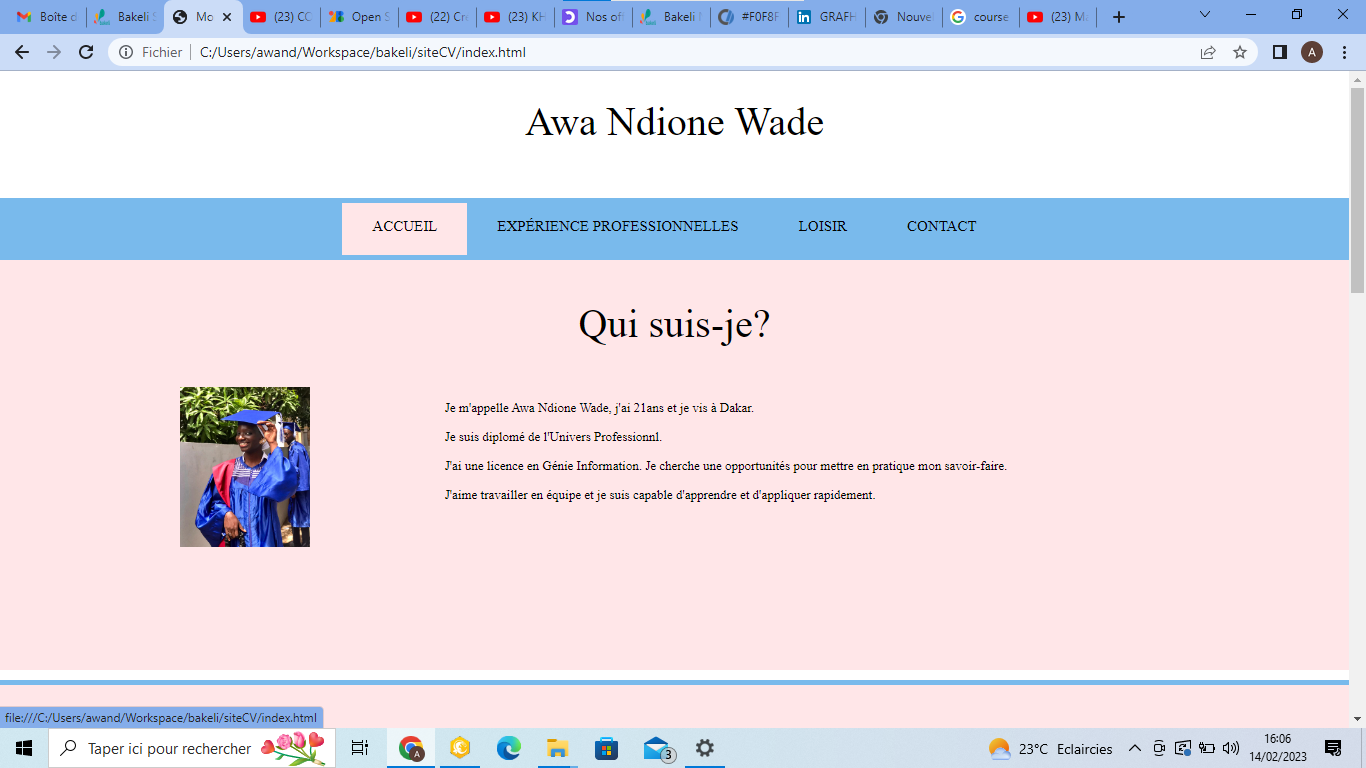 Boîte d
Bakeli S
Mo
(23) CC
Open S
(22) Cre
(23) KH
Nos off
Bakeli
#F0F8F
GRAFH
Nouvel
course
(23) Ma
Fichier C:/Users/awand/Workspace/bakeli/siteCV/index.html
A
Awa Ndione Wade
ACCUEIL EXPÉRIENCE PROFESSIONNELLES LOISIR CONTACT
Qui suis-je?
Je m'appelle Awa Ndione Wade, j'ai 21ans et je vis à Dakar.
Je suis diplomé de l'Univers Professionnl.
J'ai une licence en Génie Information. Je cherche une opportunités pour mettre en pratique mon savoir-faire.
J'aime travailler en équipe et je suis capable d'apprendre et d'appliquer rapidement.
file:///C:/Users/awand/Workspace/bakeli/siteCV/index.html
Taper ici pour rechercher
A
3
23°C Eclaircies
16:06
14/02/2023